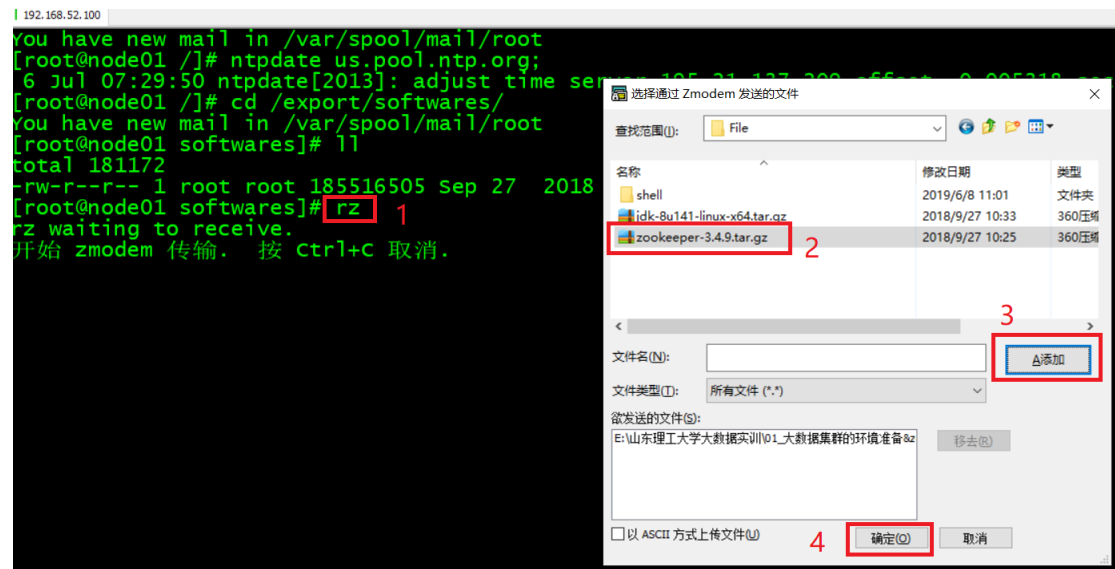 192.168.52.100
You have new mail in /var/spool/mail/root
[root@node01 /]# ntpdate us.pool.ntp.org;
6 Jul 07:29:50 ntpdate[2013]: adjust time ser
[root@node01 /]# cd /export/softwares/
You have new mail in /var/spool/mail/root
[root@node01 softwares]# ll
total 181172
-rw-r--r-- 1 root root 185516505 Sep 27 2018
[root@node01 softwares]# rz 1
rz waiting to receive.
开始 zmodem 传输. 按 Ctrl+C 取消.
选择通过 Zmodem 发送的文件
查找范围(I): File
名称 修改日期 类型
shell 2019/6/8 11:01 文件夹
jdk-8u141-linux-x64.tar.gz 2018/9/27 10:33 360压缩
zookeeper-3.4.9.tar.gz 2018/9/27 10:25 360压缩
2
3
文件名(N): A添加
文件类型(T): 所有文件 (*.*)
欲发送的文件(S):
E:\山东理工大学大数据实训\01_大数据集群的环境准备&z
移去(R)
以 ASCII 方式上传文件(U)
4 确定(O) 取消